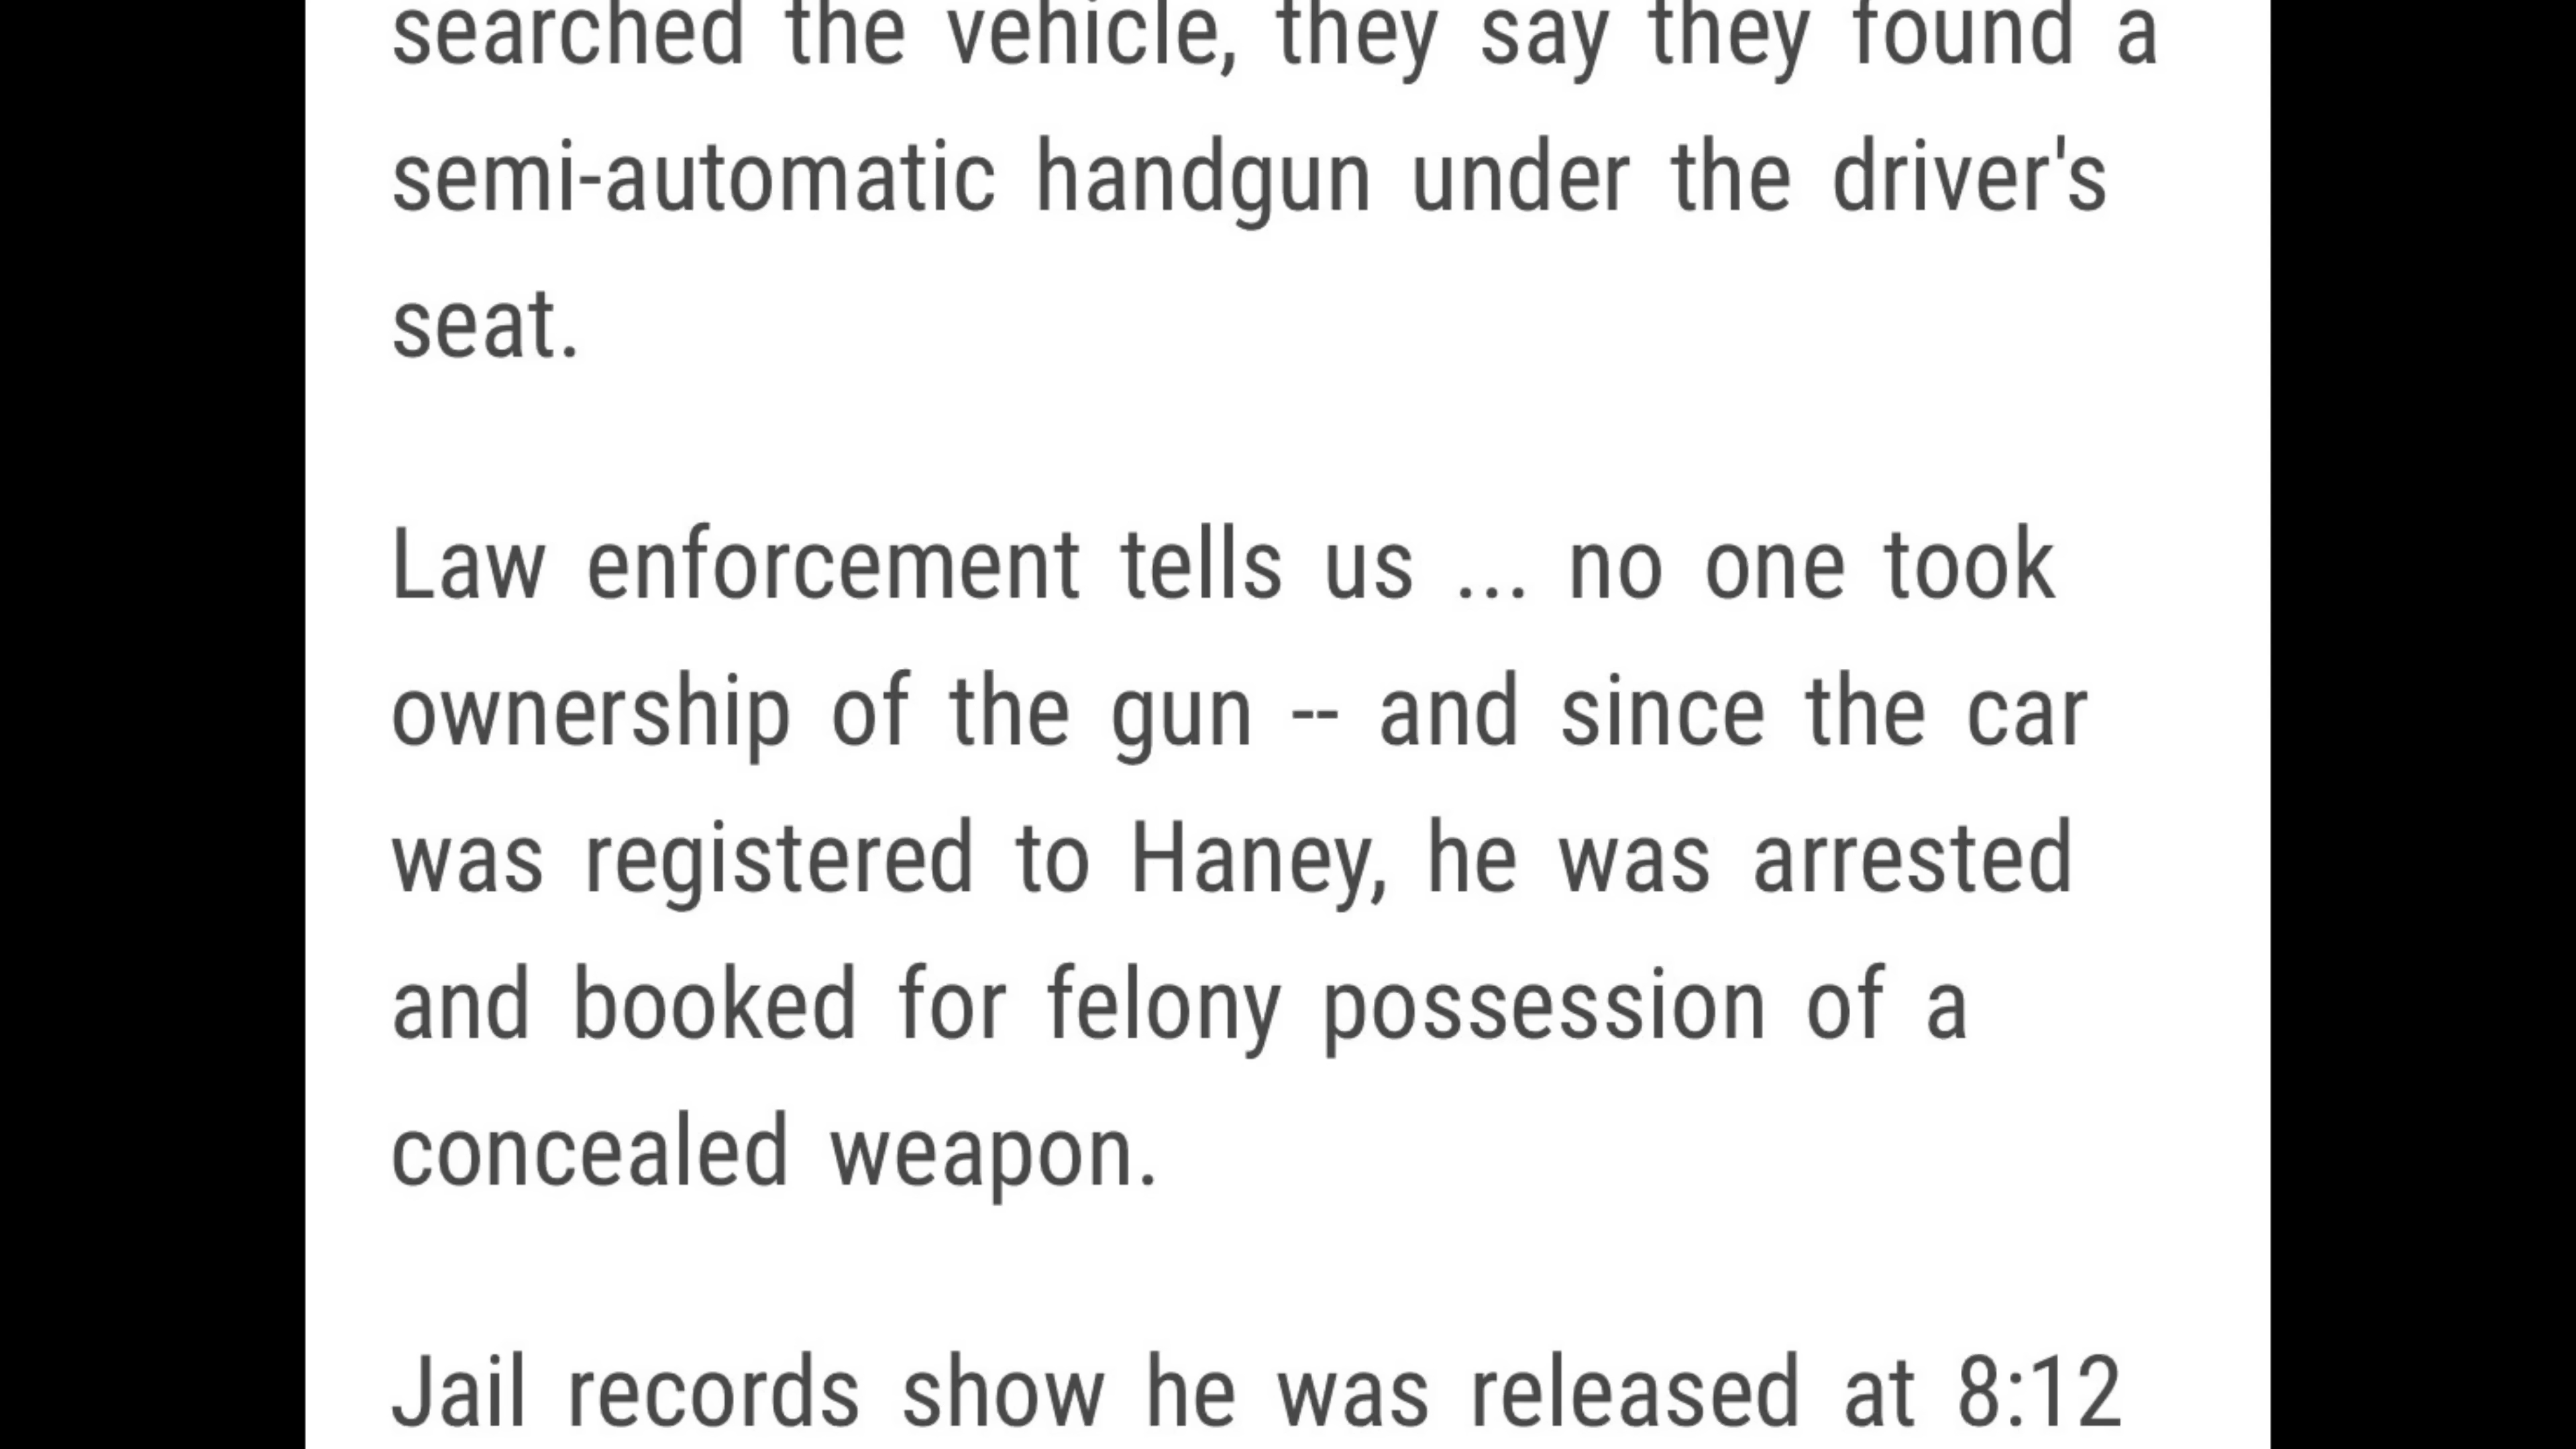 searched the vehicle, they say they found a
semi-automatic handgun under the driver's
seat.
Law enforcement tells us ... no one took
ownership of the gun -- and since the car
was registered to Haney, he was arrested
and booked for felony possession of a
concealed weapon.
Jail records show he was released at 8:12